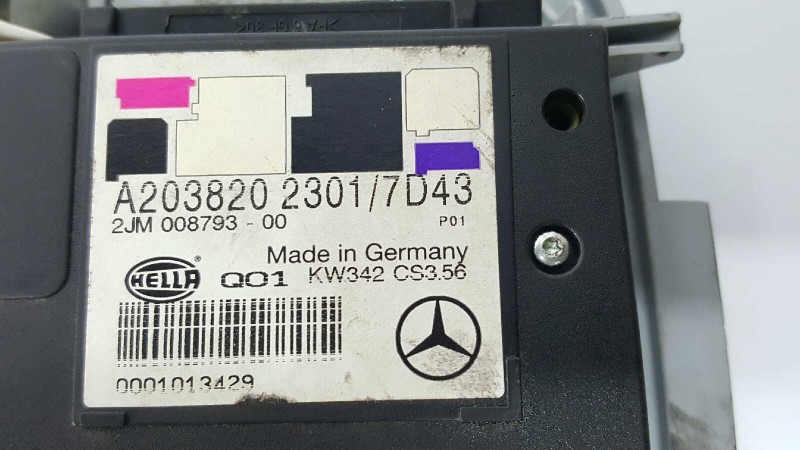 A203820 2301/7D43
2JM 008793 - 00 P01
Made in Germany
HELLA Q01 KW342 CS3.56
0001013429